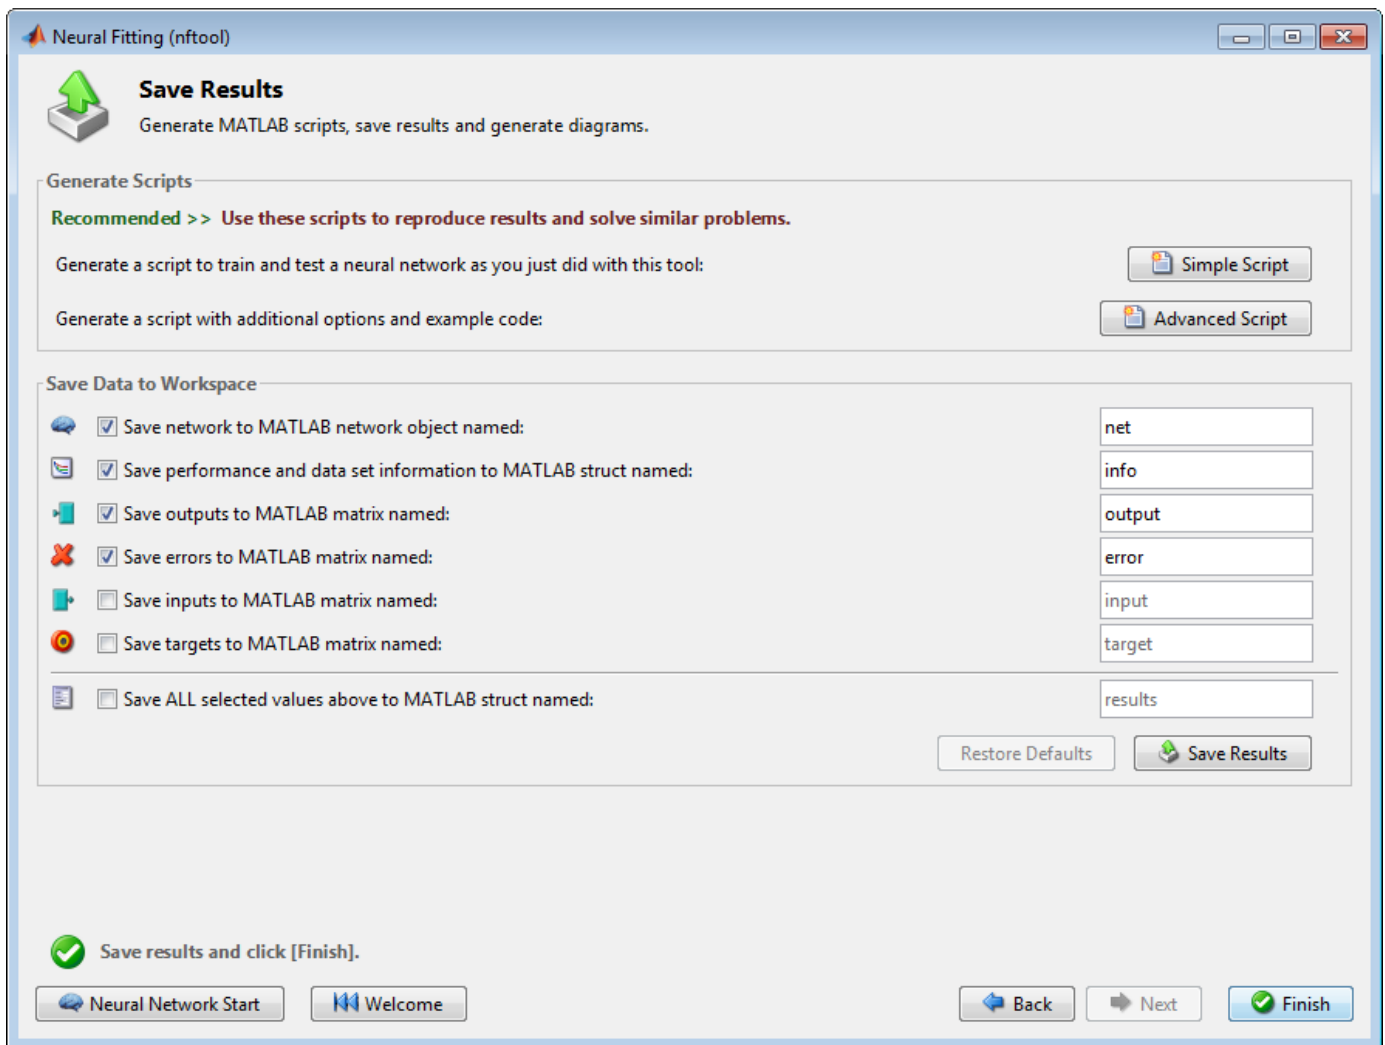 Neural Fitting (nftool)
Save Results
Generate MATLAB scripts, save results and generate diagrams.
Generate Scripts
Recommended >> Use these scripts to reproduce results and solve similar problems.
Generate a script to train and test a neural network as you just did with this tool: Simple Script
Generate a script with additional options and example code: Advanced Script
Save Data to Workspace
Save network to MATLAB network object named: net
Save performance and data set information to MATLAB struct named: info
Save outputs to MATLAB matrix named: output
Save errors to MATLAB matrix named: error
Save inputs to MATLAB matrix named: input
Save targets to MATLAB matrix named: target
Save ALL selected values above to MATLAB struct named: results
Restore Defaults Save Results
Save results and click [Finish].
Neural Network Start Welcome Back Next Finish